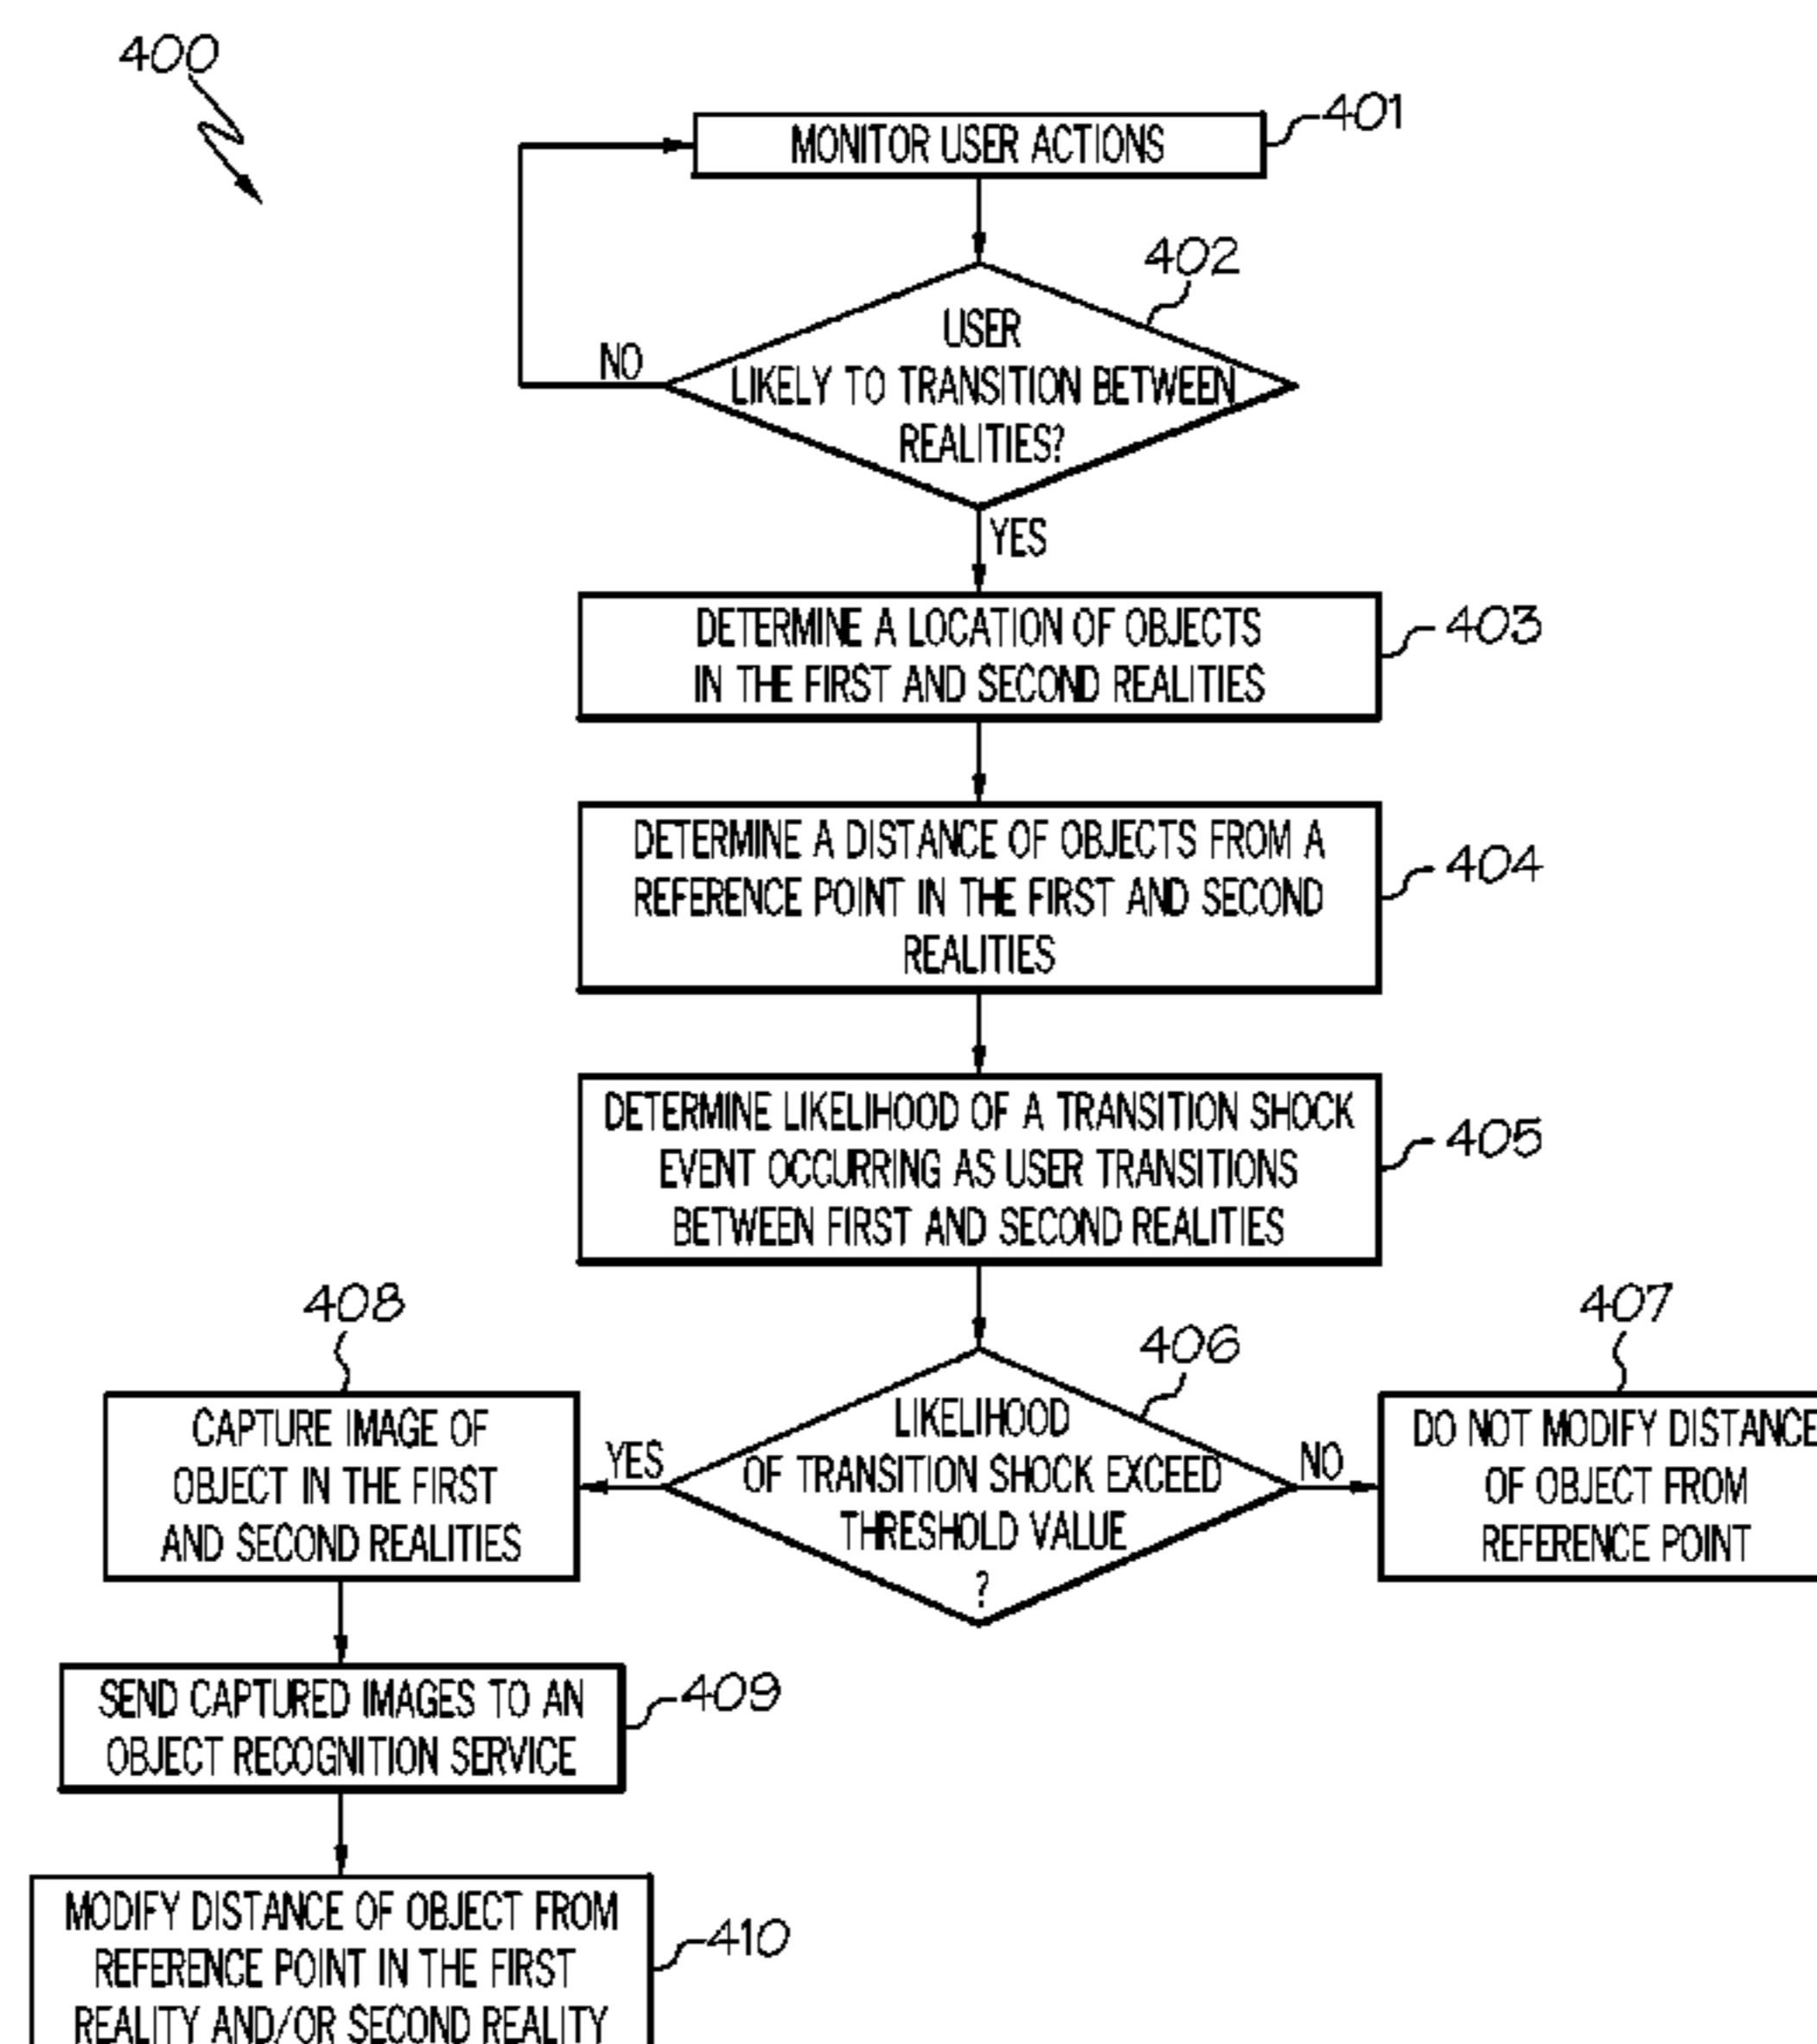 400
MONITOR USER ACTIONS
401
402
USER
LIKELY TO TRANSITION BETWEEN
REALITIES?
NO
YES
DETERMINE A LOCATION OF OBJECTS
IN THE FIRST AND SECOND REALITIES
403
DETERMINE A DISTANCE OF OBJECTS FROM A
REFERENCE POINT IN THE FIRST AND SECOND
REALITIES
404
DETERMINE LIKELIHOOD OF A TRANSITION SHOCK
EVENT OCCURRING AS USER TRANSITIONS
BETWEEN FIRST AND SECOND REALITIES
405
406
LIKELIHOOD
OF TRANSITION SHOCK EXCEED
THRESHOLD VALUE
?
NO
407
DO NOT MODIFY DISTANCE
OF OBJECT FROM
REFERENCE POINT
YES
408
CAPTURE IMAGE OF
OBJECT IN THE FIRST
AND SECOND REALITIES
SEND CAPTURED IMAGES TO AN
OBJECT RECOGNITION SERVICE
409
MODIFY DISTANCE OF OBJECT FROM
REFERENCE POINT IN THE FIRST
REALITY AND/OR SECOND REALITY
410